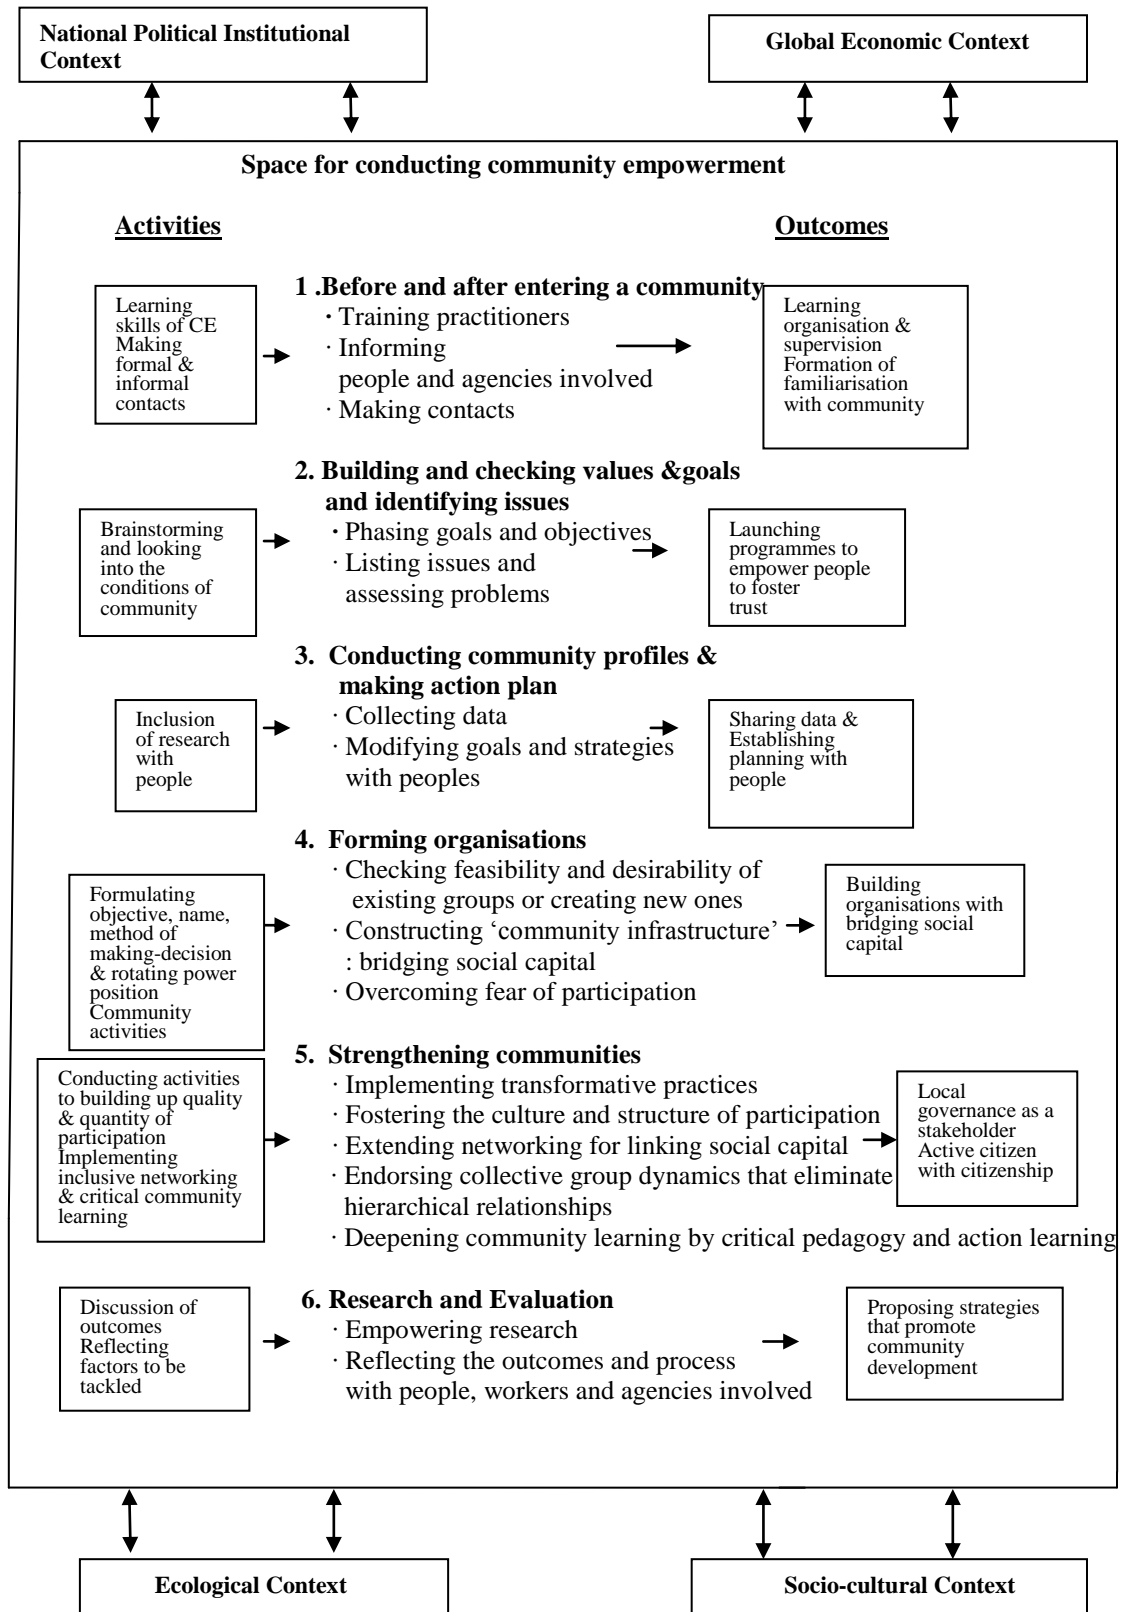 National Political Institutional
Context
Global Economic Context
Space for conducting community empowerment
Activities
Outcomes
Learning
skills of CE
Making
formal &
informal
contacts
1 .Before and after entering a community
· Training practitioners
· Informing
people and agencies involved
· Making contacts
Learning
organisation &
supervision
Formation of
familiarisation
with community
Brainstorming
and looking
into the
conditions of
community
2. Building and checking values &goals
and identifying issues
· Phasing goals and objectives
· Listing issues and
assessing problems
Launching
programmes to
empower people
to foster
trust
Inclusion
of research
with
people
3. Conducting community profiles &
making action plan
· Collecting data
· Modifying goals and strategies
with peoples
Sharing data &
Establishing
planning with
people
Formulating
objective, name,
method of
making-decision
& rotating power
position
Community
activities
4. Forming organisations
· Checking feasibility and desirability of
existing groups or creating new ones
· Constructing ‘community infrastructure’
: bridging social capital
· Overcoming fear of participation
Building
organisations with
bridging social
capital
Conducting activities
to building up quality
& quantity of
participation
Implementing
inclusive networking
& critical community
learning
5. Strengthening communities
· Implementing transformative practices
· Fostering the culture and structure of participation
· Extending networking for linking social capital
· Endorsing collective group dynamics that eliminate
hierarchical relationships
· Deepening community learning by critical pedagogy and action learning
Local
governance as a
stakeholder
Active citizen
with citizenship
Discussion of
outcomes
Reflecting
factors to be
tackled
6. Research and Evaluation
· Empowering research
· Reflecting the outcomes and process
with people, workers and agencies involved
Proposing strategies
that promote
community
development
Ecological Context
Socio-cultural Context